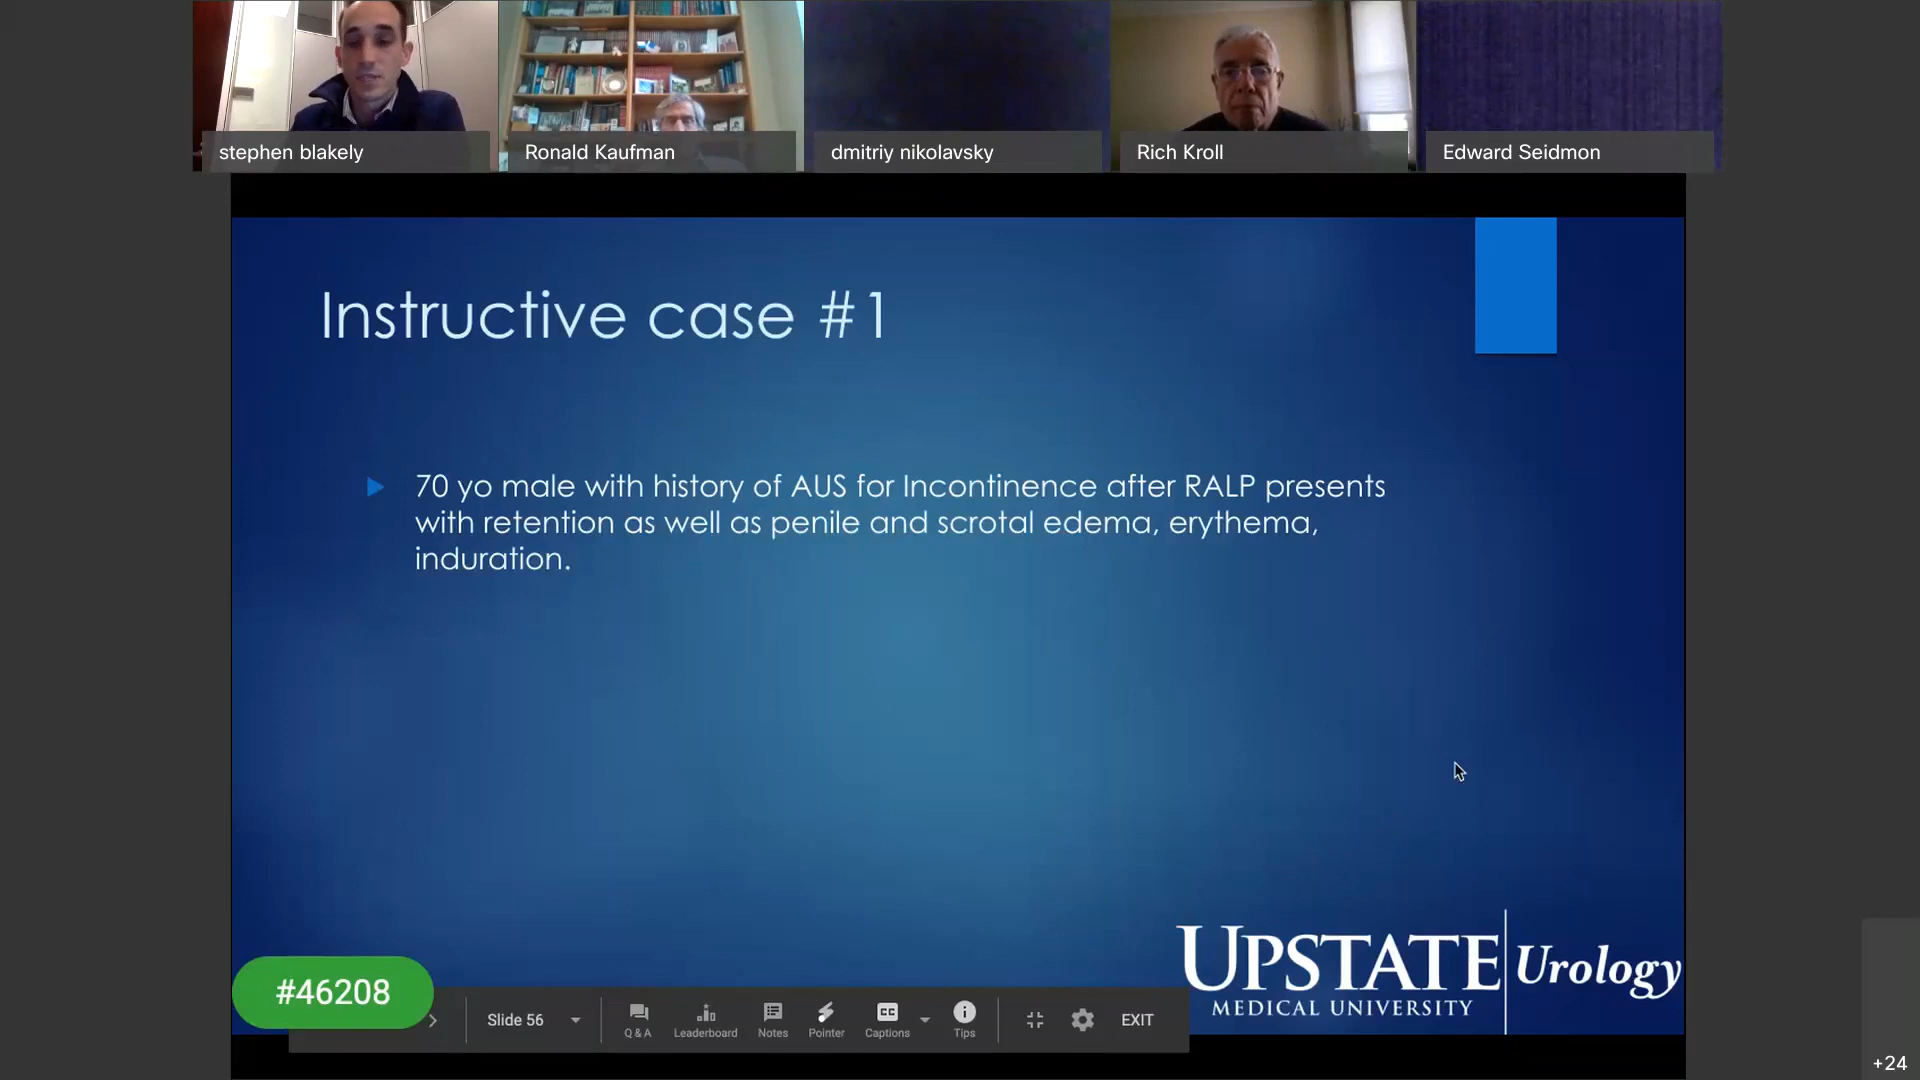 stephen blakely
Ronald Kaufman
dmitriy nikolavsky
Rich Kroll
Edward Seidmon
Instructive case #1
70 yo male with history of AUS for Incontinence after RALP presents
with retention as well as penile and scrotal edema, erythema,
induration.
UPSTATE
MEDICAL UNIVERSITY
Urology
#46208
Slide 56
Q & A
Leaderboard
Notes
Pointer
CC
Captions
Tips
EXIT
+24